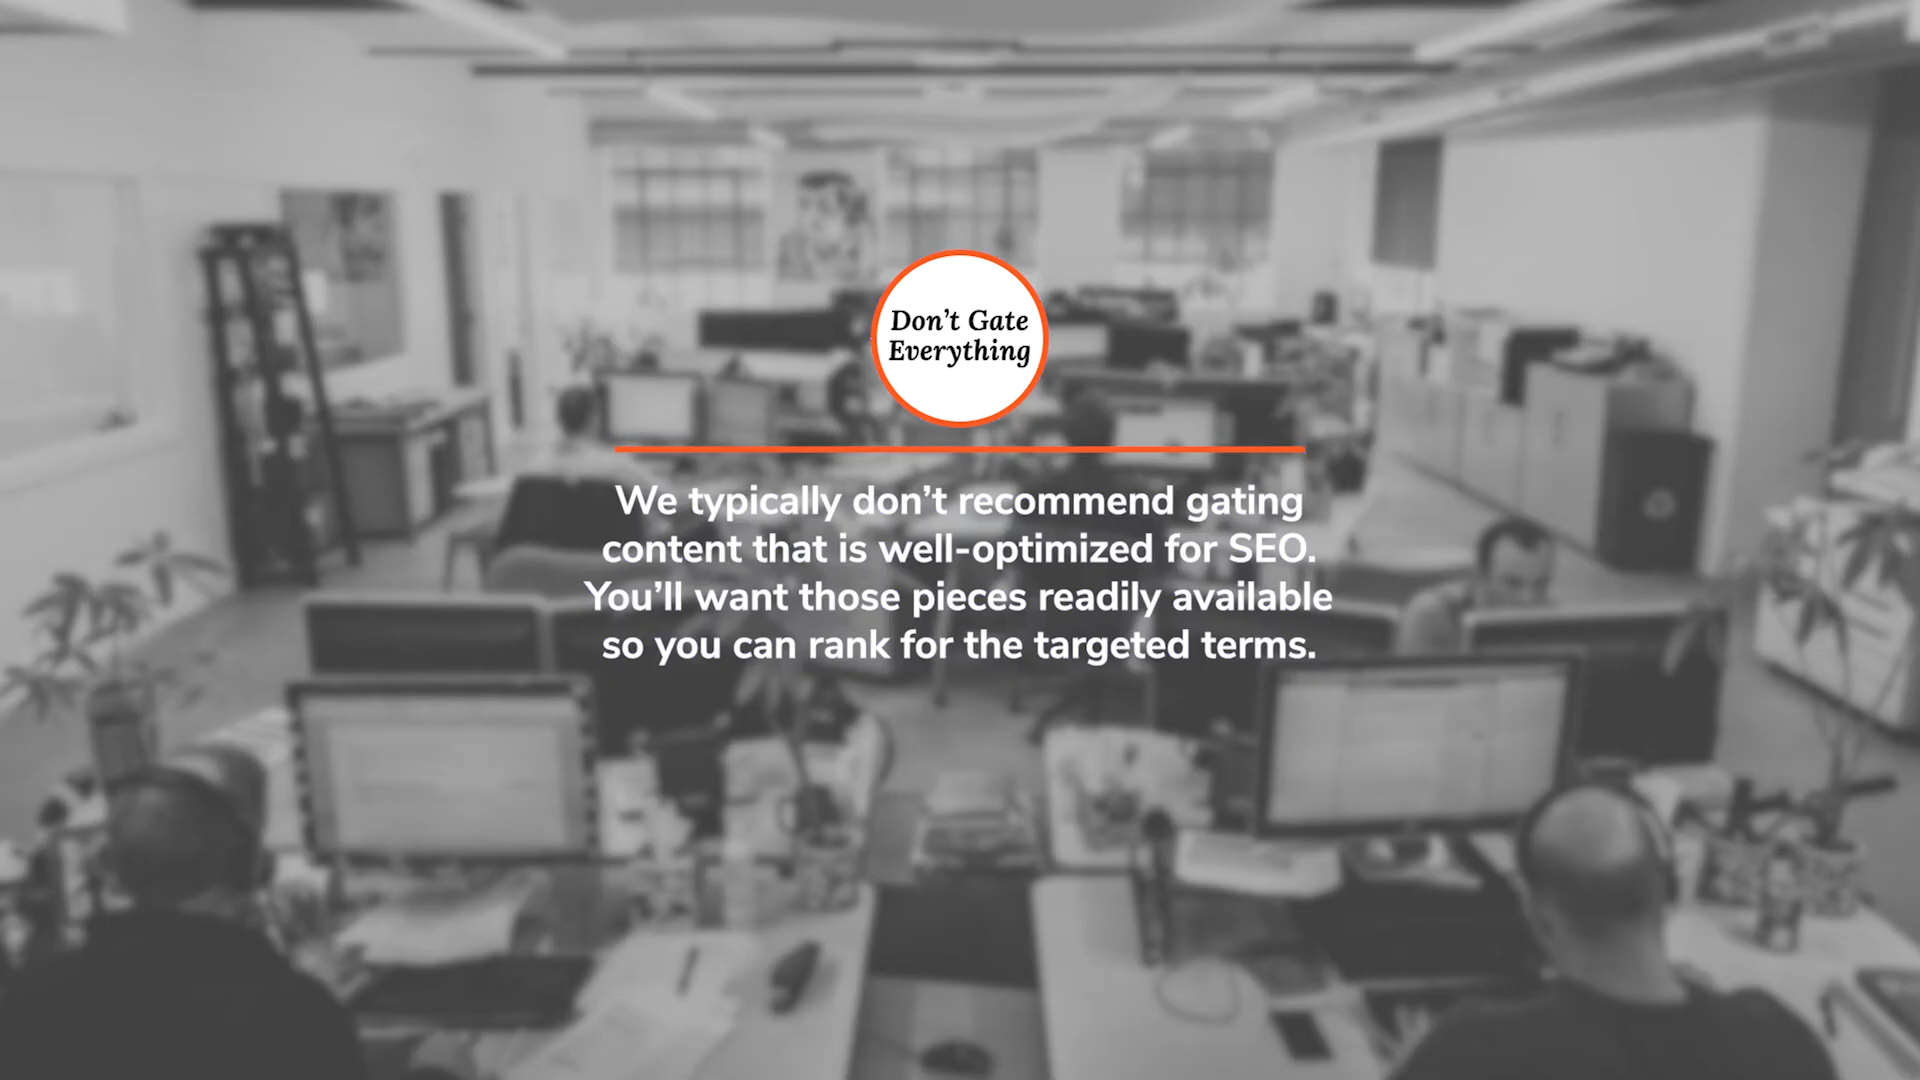 Don’t Gate
Everything
We typically don’t recommend gating
content that is well-optimized for SEO.
You’ll want those pieces readily available
so you can rank for the targeted terms.